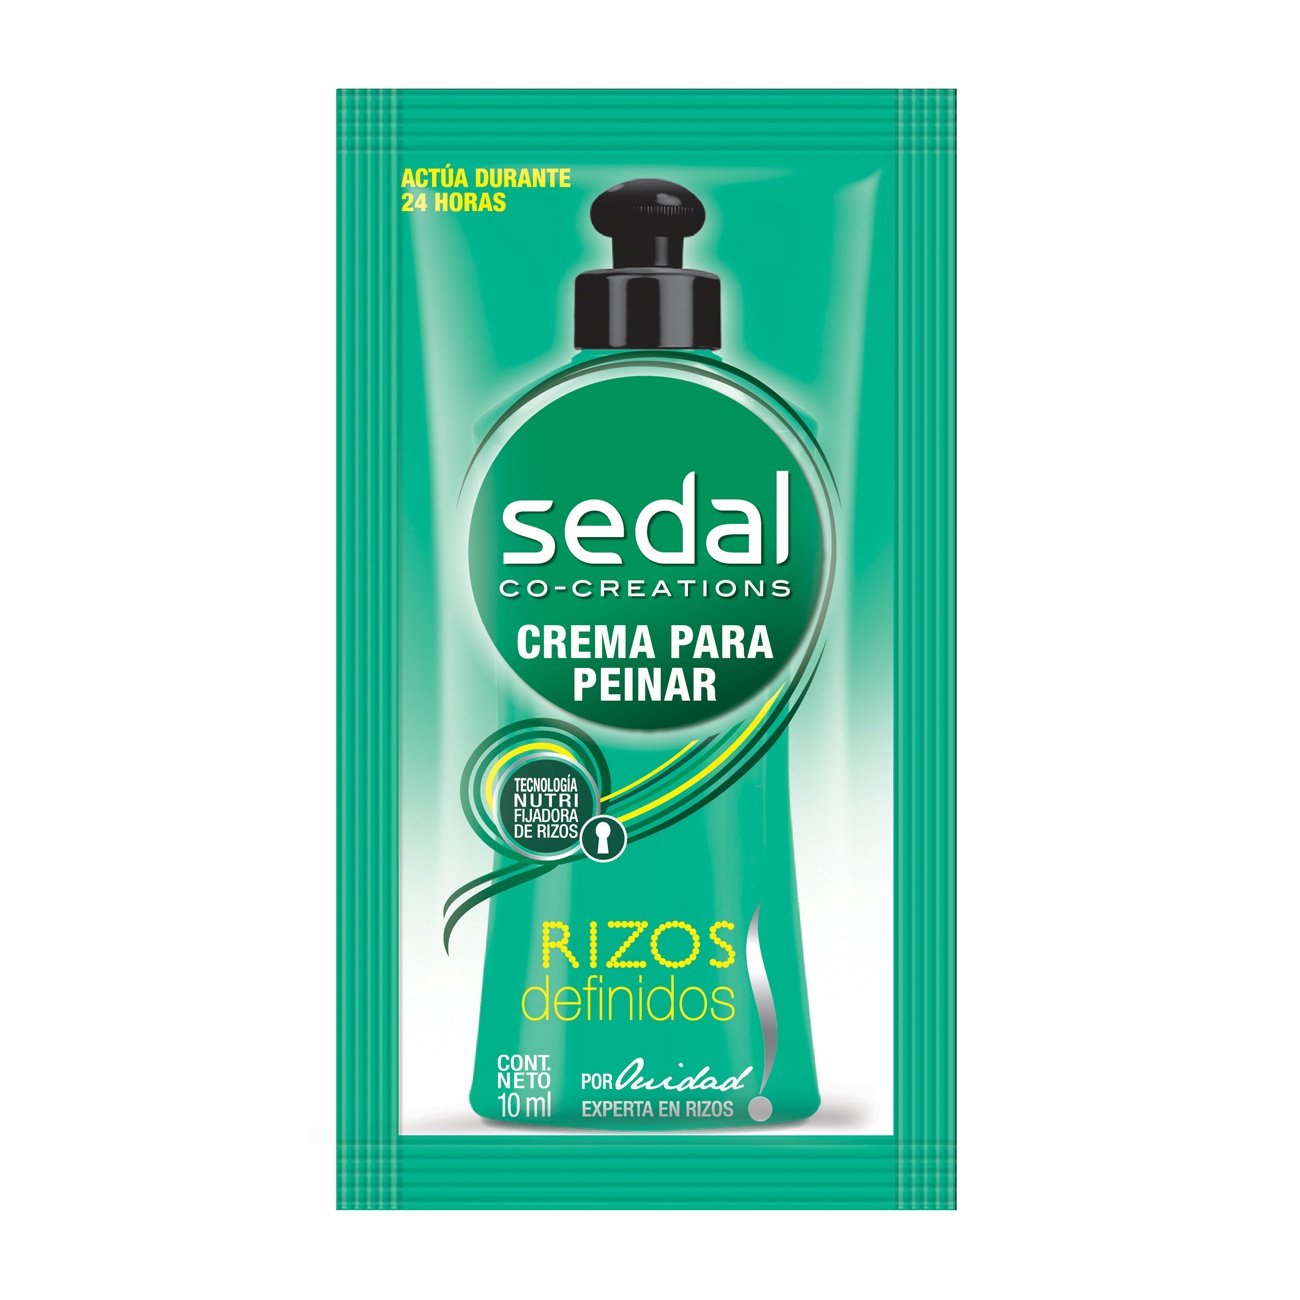 ACTÚA DURANTE
24 HORAS
sedal
CO-CREATIONS
CREMA PARA
PEINAR
TECNOLOGÍA
NUTRI
FIJADORA
DE RIZOS
RIZOS
definidos
CONT.
NETO
10 ml
POR Ouidad
EXPERTA EN RIZOS